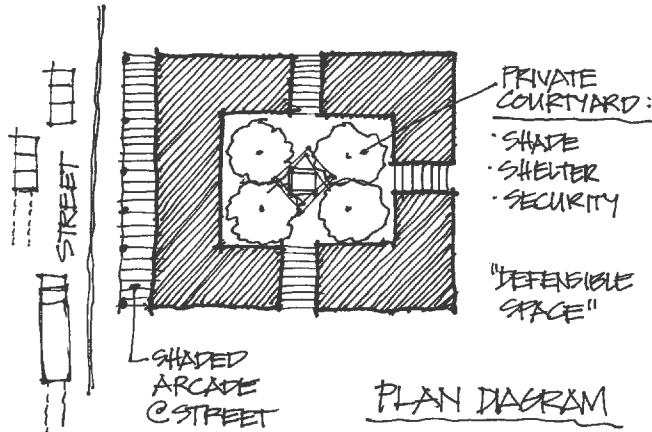 PRIVATE
COURTYARD:
· SHADE
· SHELTER
· SECURITY
"DEFENSIBLE
SPACE"
STREET
SHADED
ARCADE
@ STREET
PLAN DIAGRAM